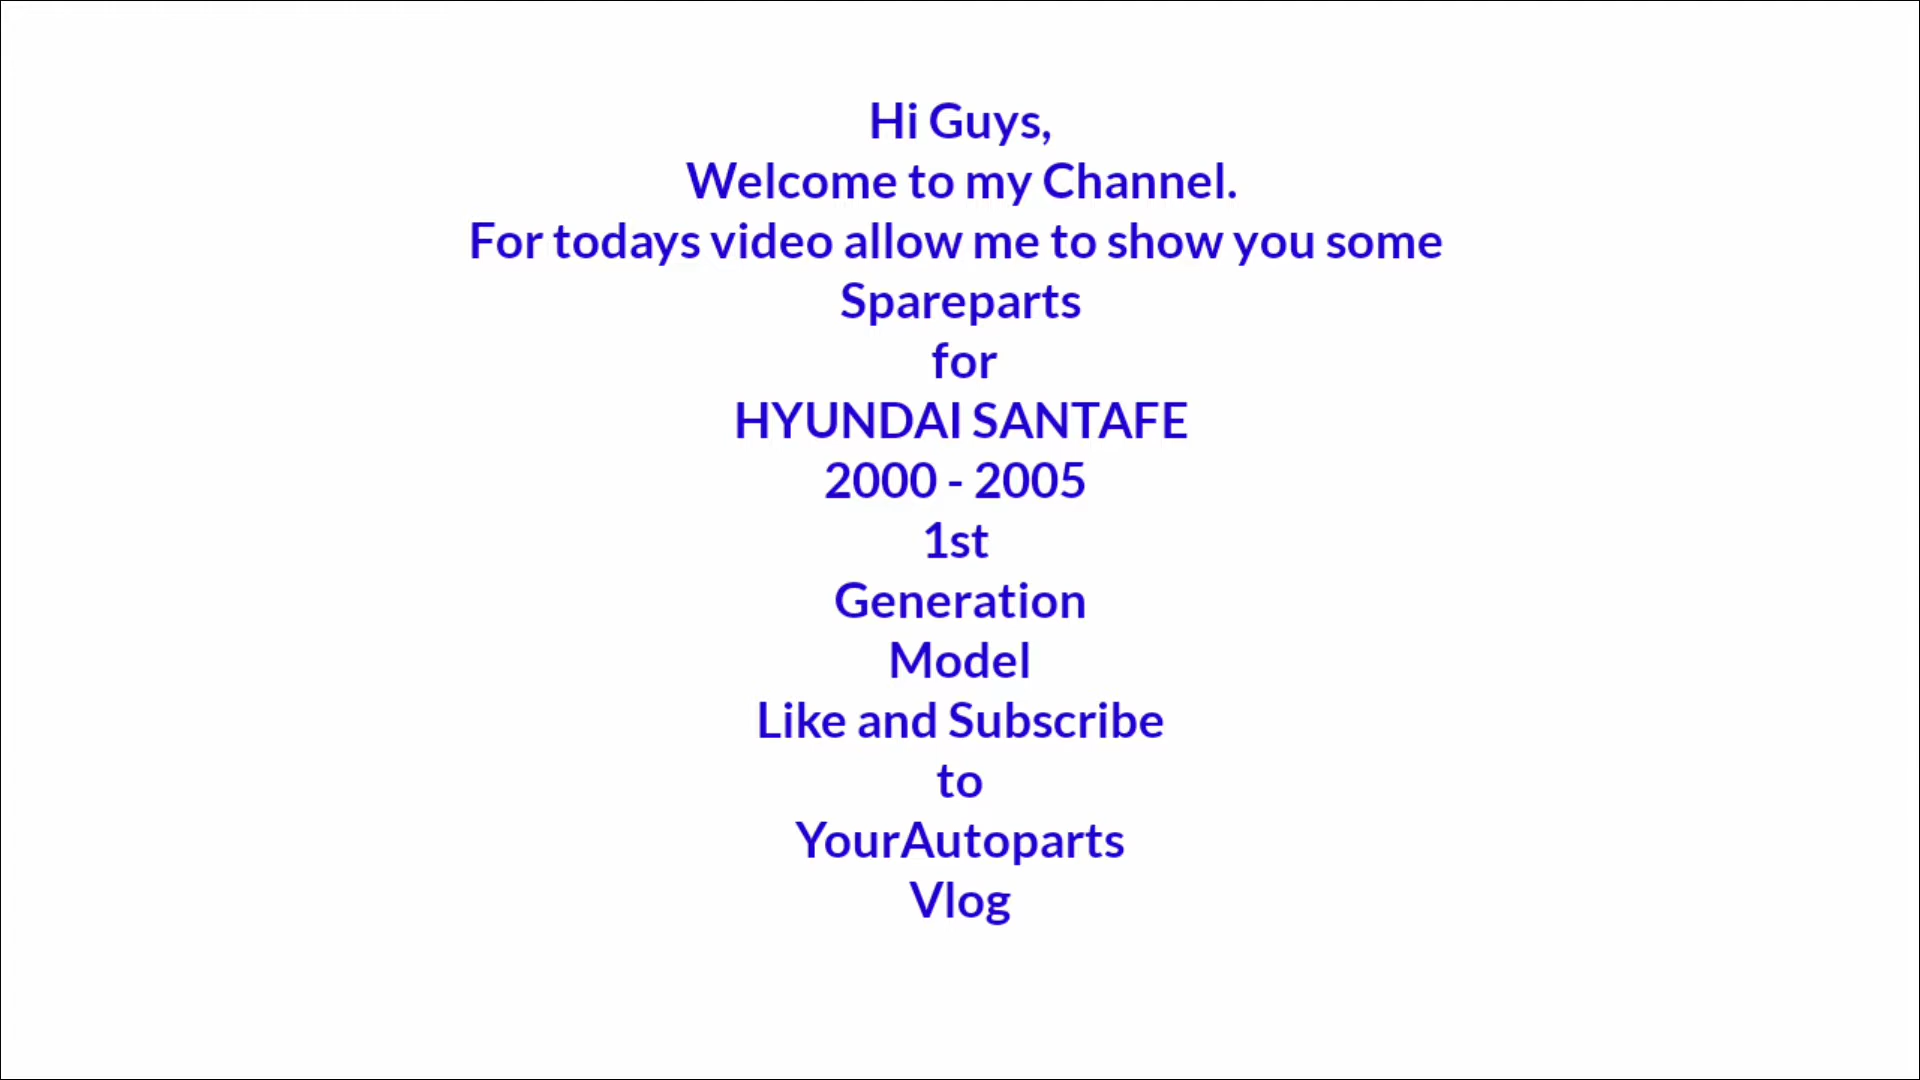 Hi Guys,
Welcome to my Channel.
For todays video allow me to show you some
Spareparts
for
HYUNDAI SANTAFE
2000 - 2005
1st
Generation
Model
Like and Subscribe
to
YourAutoparts
Vlog